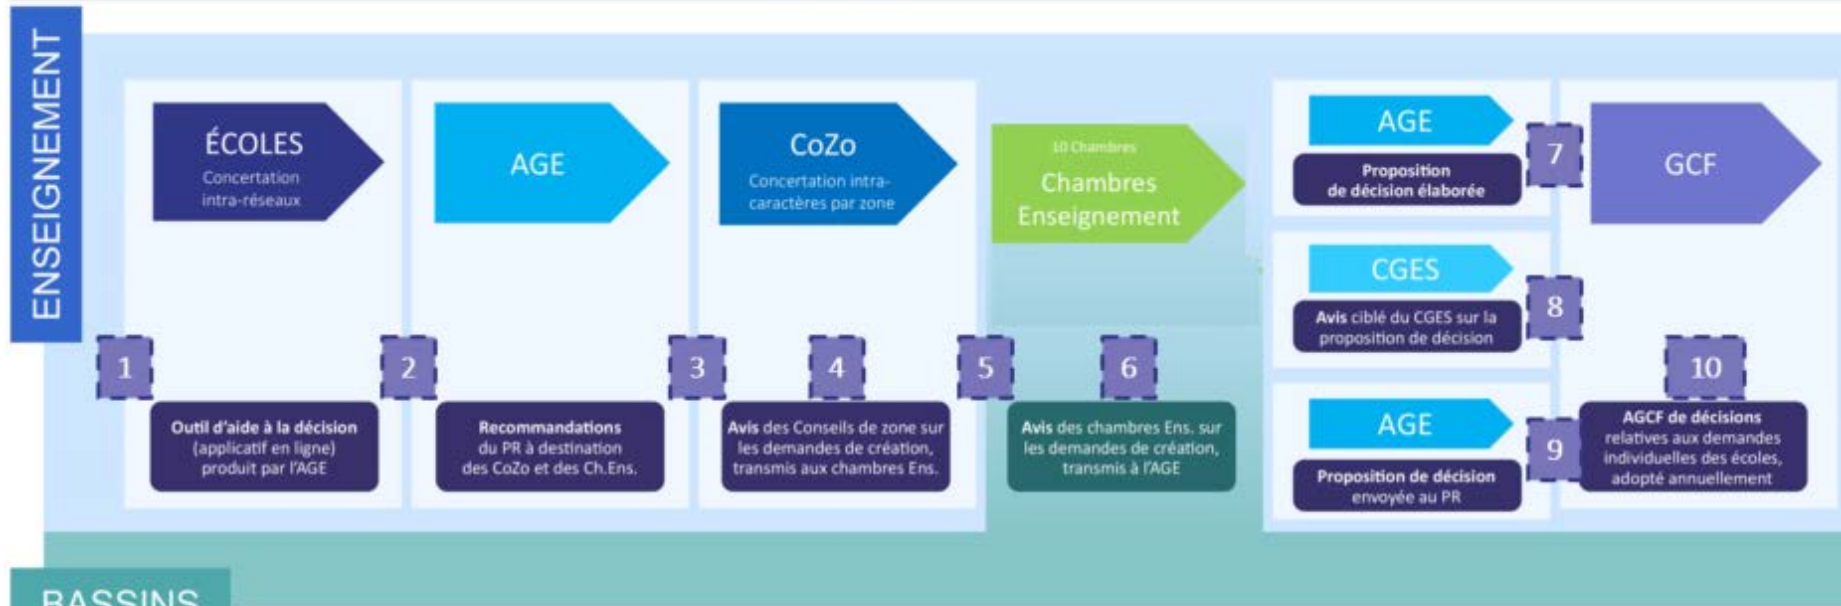 ENSEIGNEMENT
ÉCOLES
Concertation
intra-réseaux
AGE
CoZo
Concertation intra-
caractères par zone
10 Chambres
Chambres
Enseignement
AGE
Proposition
de décision élaborée
7
GCF
CGES
Avis ciblé du CGES sur la
proposition de décision
8
1
2
3
4
5
6
10
Outil d'aide à la décision
(applicatif en ligne)
produit par l'AGE
Recommandations
du PR à destination
des CoZo et des Ch.Ens.
Avis des Conseils de zone sur
les demandes de création,
transmis aux chambres Ens.
Avis des chambres Ens. sur
les demandes de création,
transmis à l'AGE
AGE
Proposition de décision
envoyée au PR
9
AGCF de décisions
relatives aux demandes
individuelles des écoles,
adopté annuellement
BASSINS